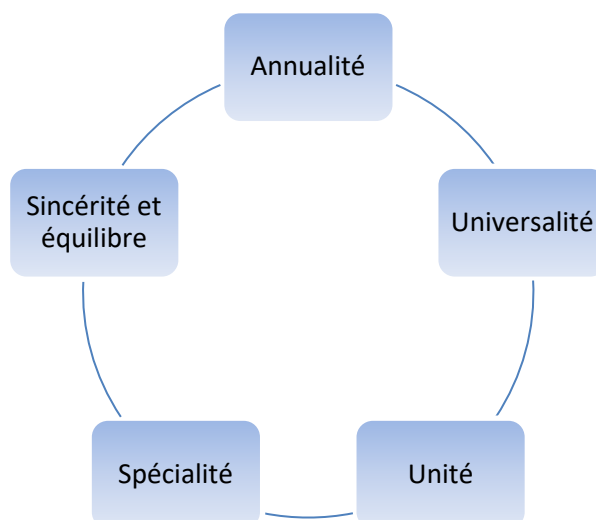 Annualité
Universalité
Unité
Spécialité
Sincérité et
équilibre